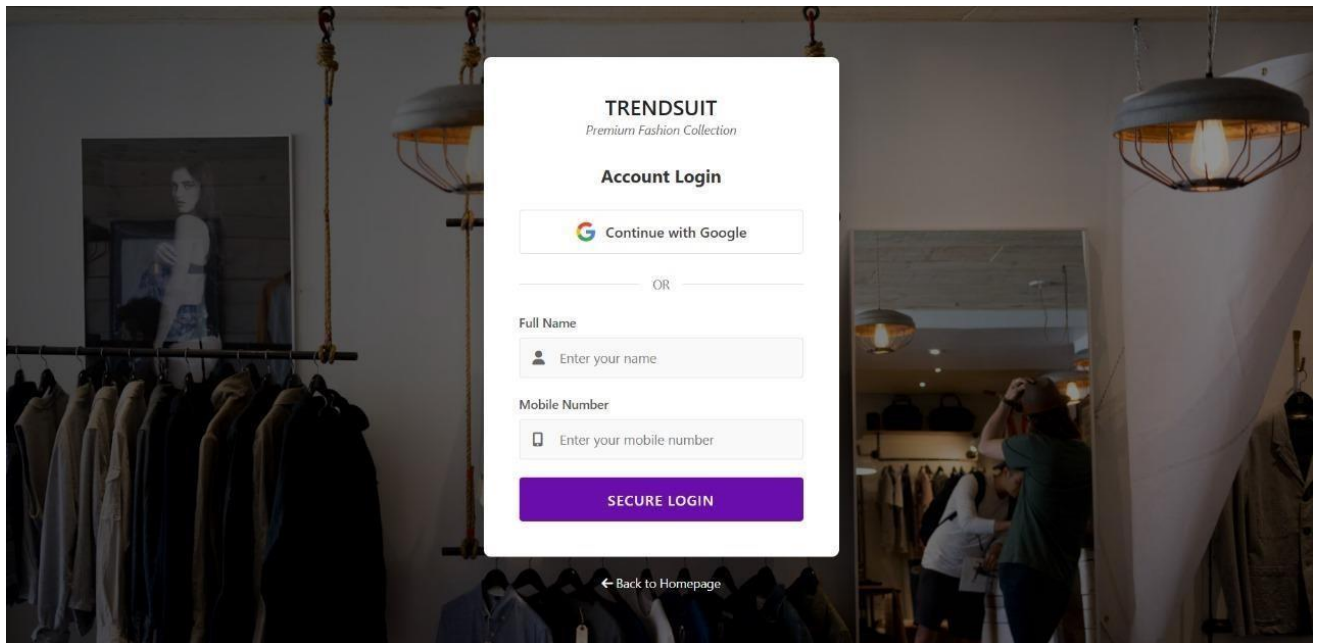 TRENDSUIT
Premium Fashion Collection
Account Login
Continue with Google
OR
Full Name
Enter your name
Mobile Number
Enter your mobile number
SECURE LOGIN
← Back to Homepage